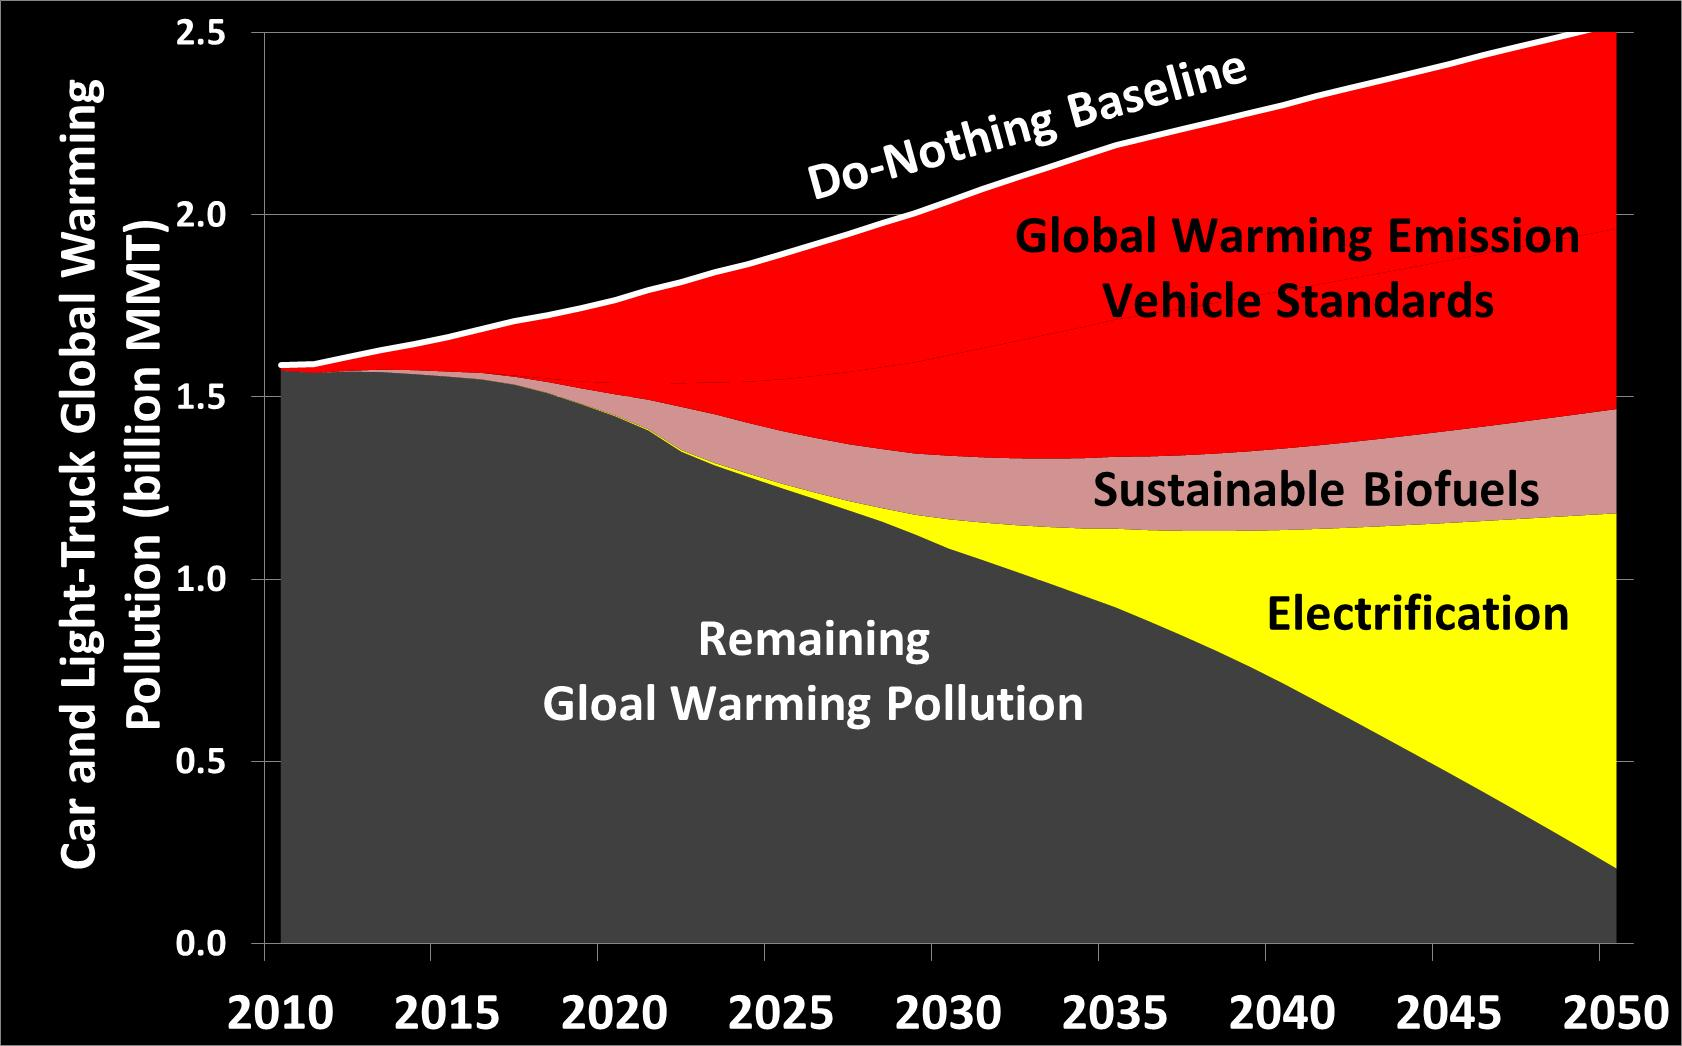 Car and Light-Truck Global Warming
Pollution (billion MMT)
2.5
2.0
1.5
1.0
0.5
0.0
Do-Nothing Baseline
Global Warming Emission
Vehicle Standards
Sustainable Biofuels
Electrification
Remaining
Gloal Warming Pollution
2010 2015 2020 2025 2030 2035 2040 2045 2050